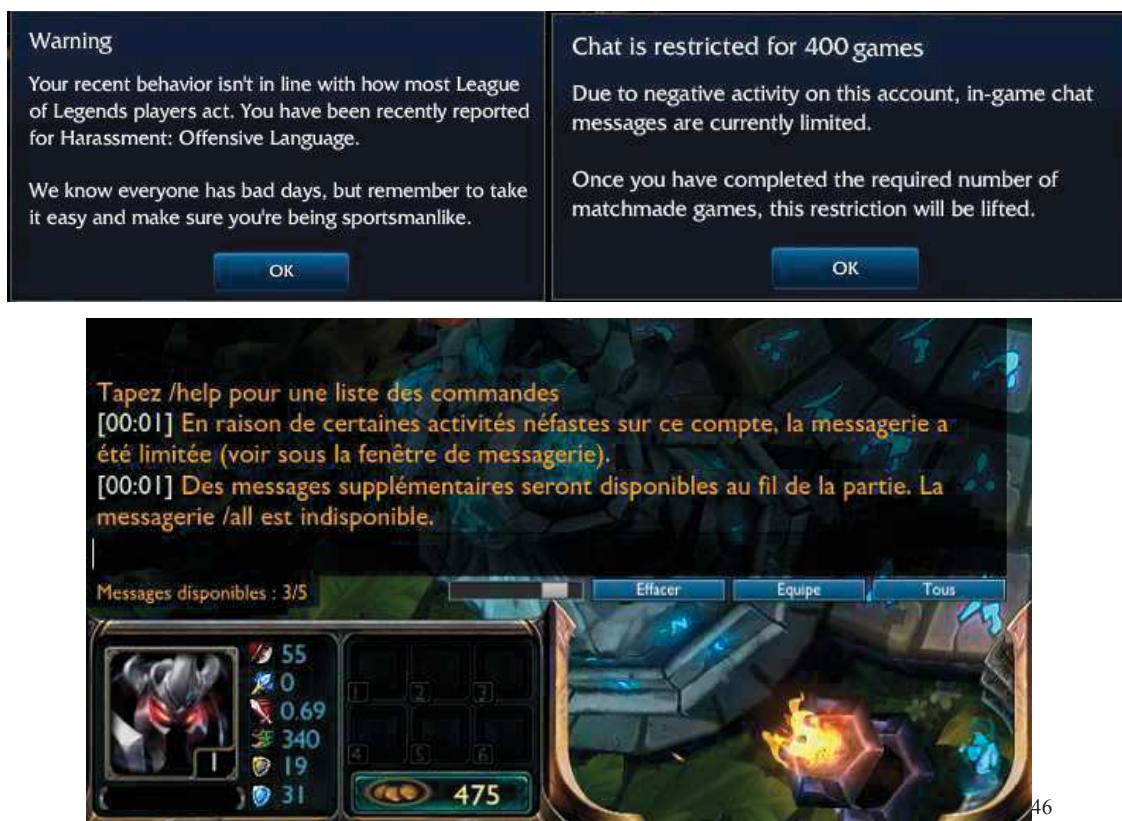 Warning
Your recent behavior isn't in line with how most League
of Legends players act. You have been recently reported
for Harassment: Offensive Language.
We know everyone has bad days, but remember to take
it easy and make sure you're being sportsmanlike.
OK
Chat is restricted for 400 games
Due to negative activity on this account, in-game chat
messages are currently limited.
Once you have completed the required number of
matchmade games, this restriction will be lifted.
OK
Tapez /help pour une liste des commandes
[00:01] En raison de certaines activités néfastes sur ce compte, la messagerie a
été limitée (voir sous la fenêtre de messagerie).
[00:01] Des messages supplémentaires seront disponibles au fil de la partie. La
messagerie /all est indisponible.
Messages disponibles : 3/5
Effacer
Equipe
Tous
55
0
0.69
340
19
31
1
1 2 3
4 5 6
475
46